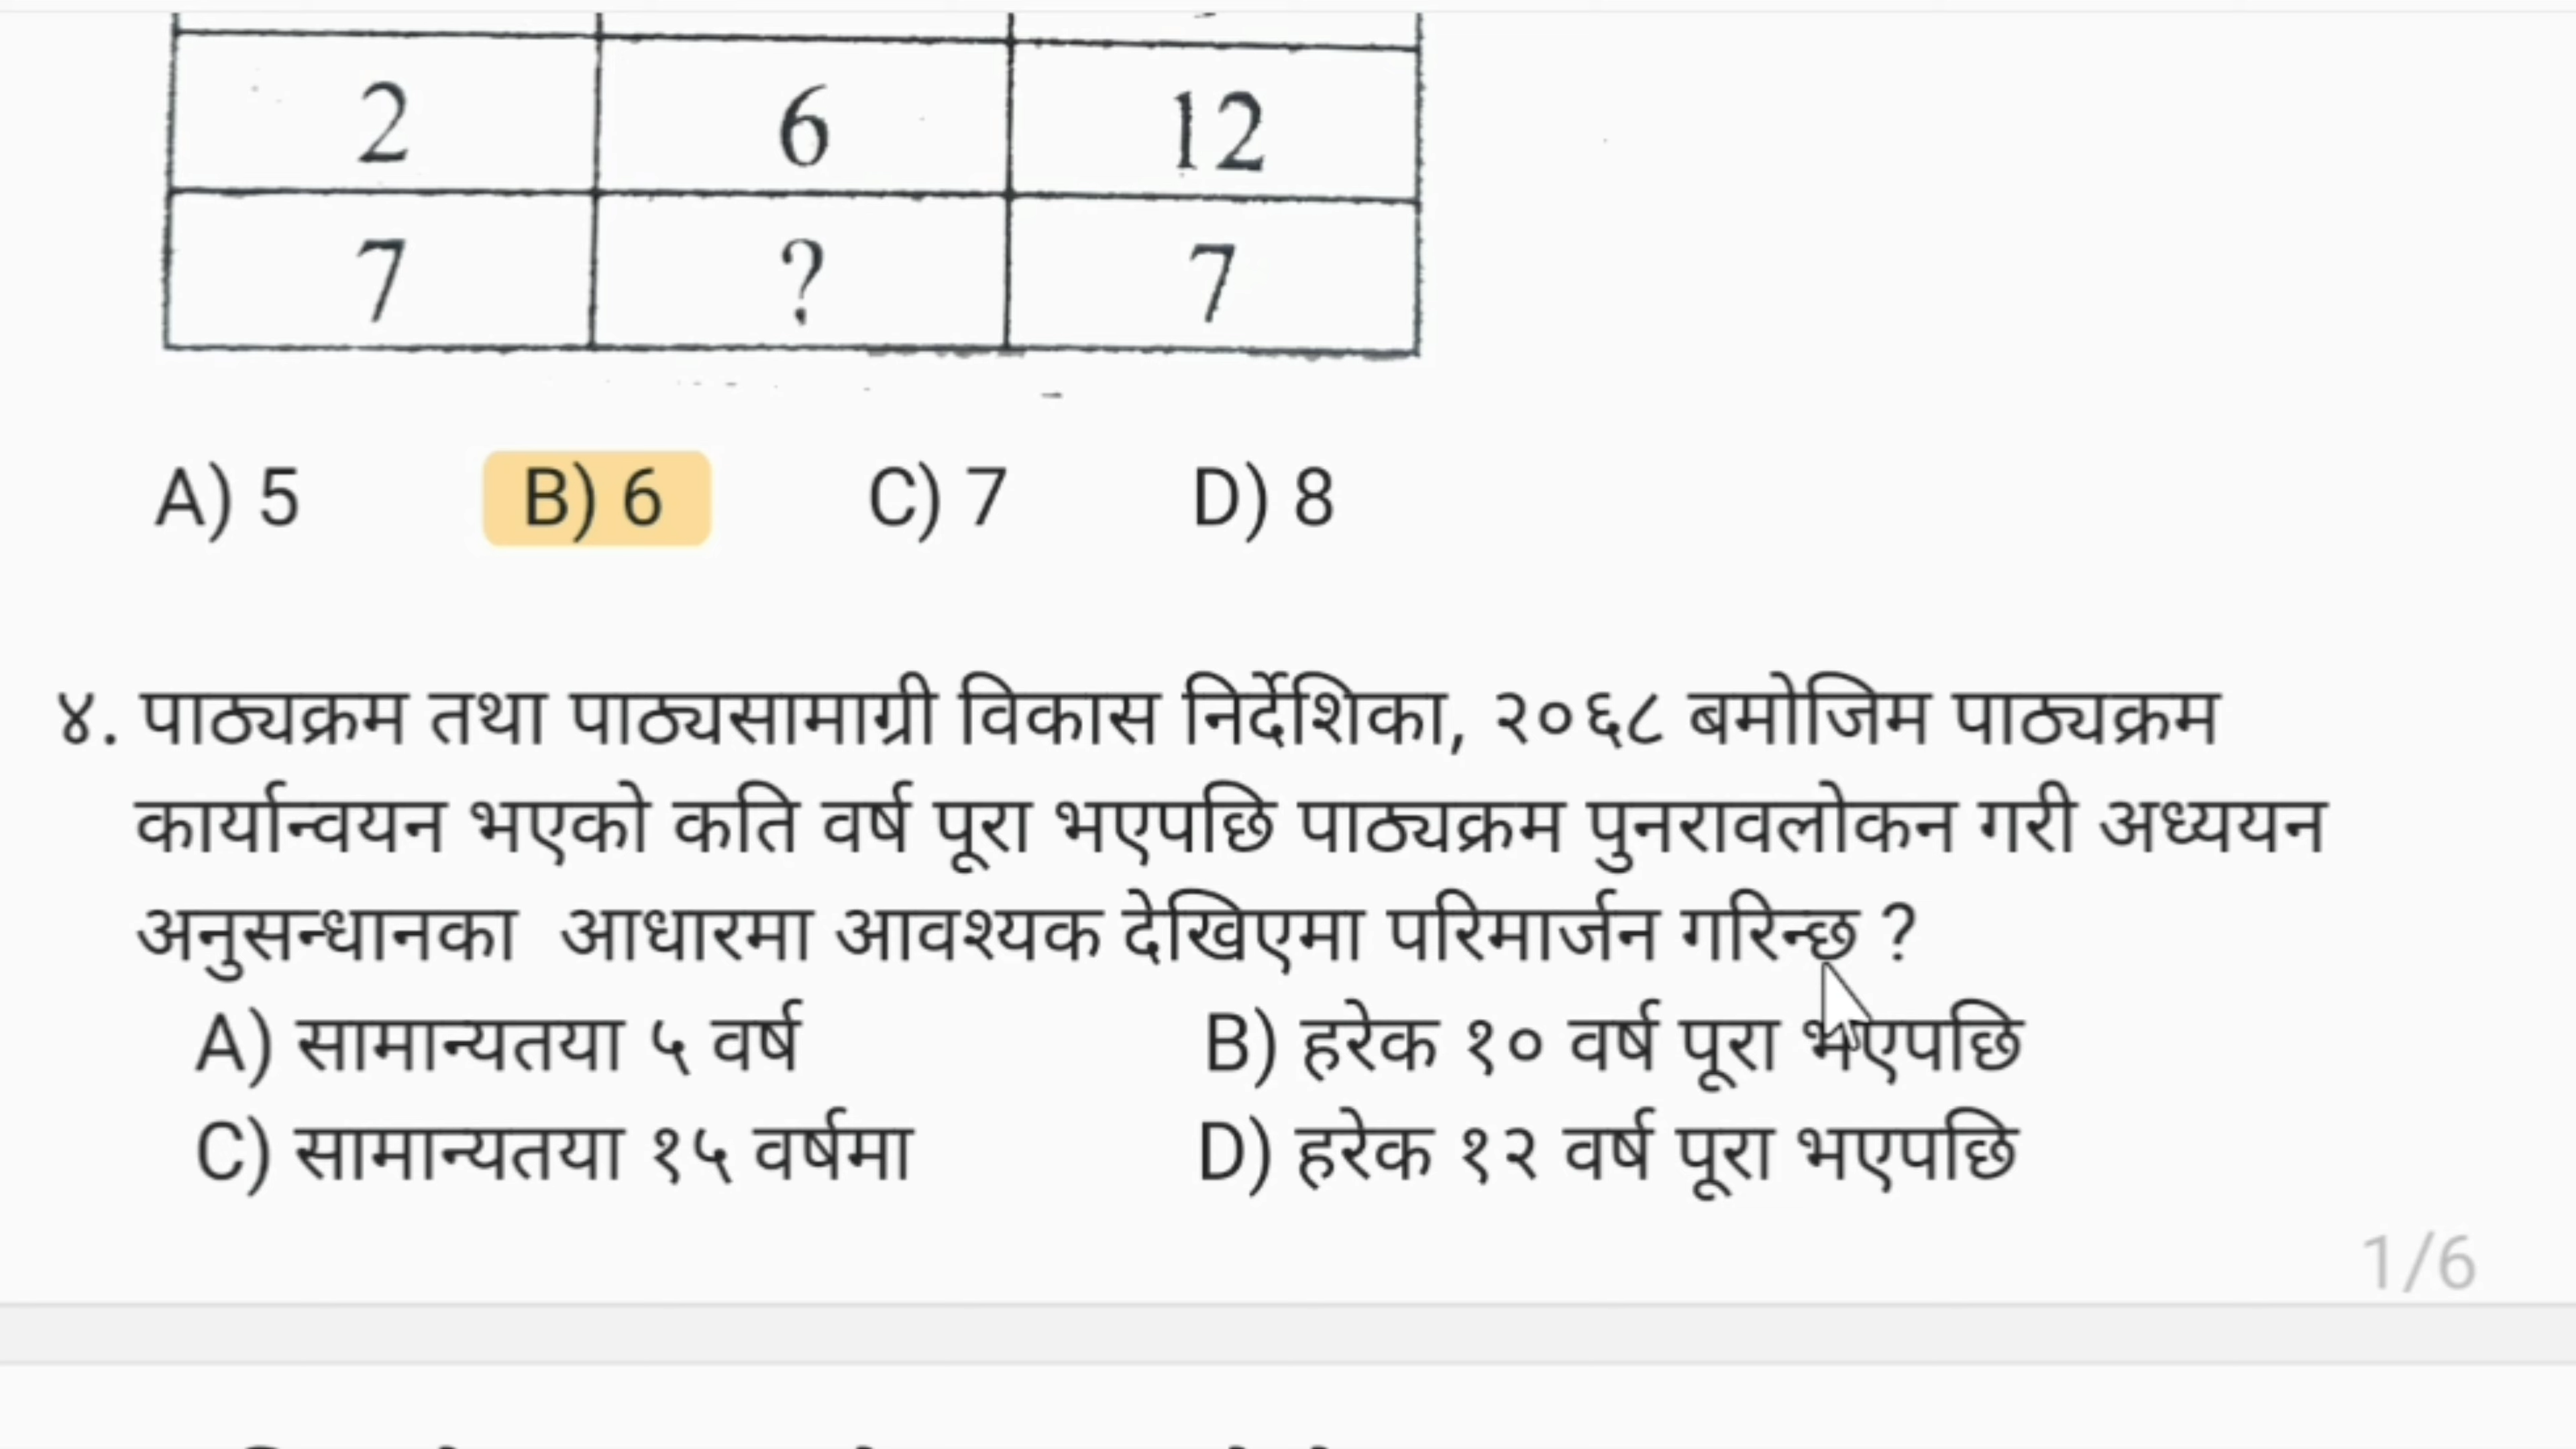 2 6 12
7 ? 7
A) 5 B) 6 C) 7 D) 8
४. पाठ्यक्रम तथा पाठ्यसामाग्री विकास निर्देशिका, २०६८ बमोजिम पाठ्यक्रम
कार्यान्वयन भएको कति वर्ष पूरा भएपछि पाठ्यक्रम पुनरावलोकन गरी अध्ययन
अनुसन्धानका आधारमा आवश्यक देखिएमा परिमार्जन गरिन्छ ?
A) सामान्यतया ५ वर्ष B) हरेक १० वर्ष पूरा भएपछि
C) सामान्यतया १५ वर्षमा D) हरेक १२ वर्ष पूरा भएपछि
1/6